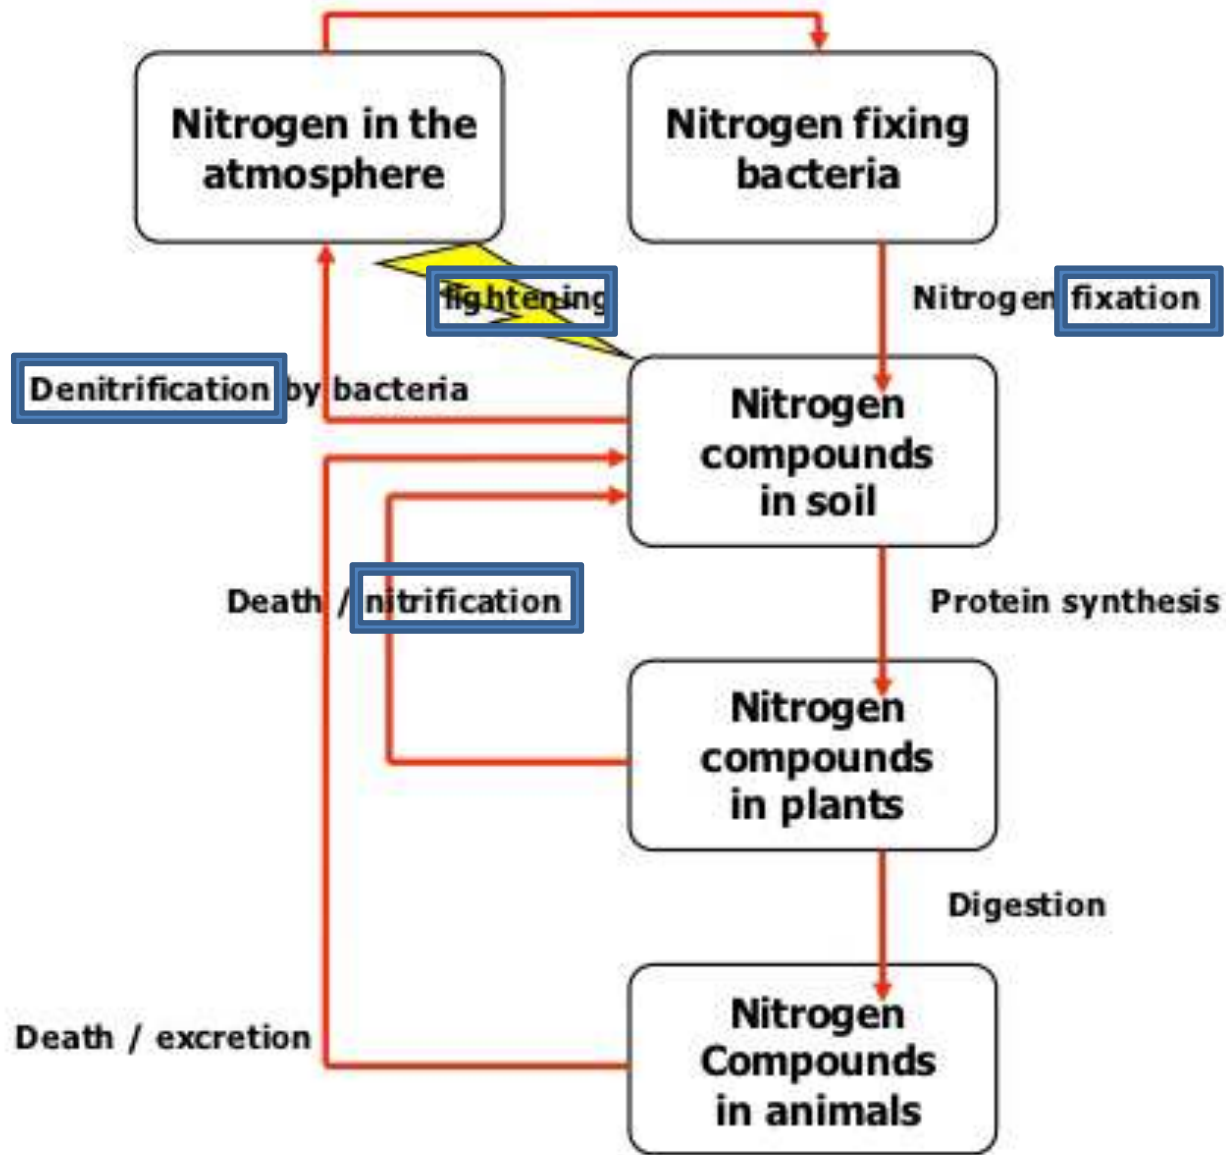 Nitrogen in the
atmosphere
Nitrogen fixing
bacteria
lightening
Nitrogen fixation
Denitrification by bacteria
Nitrogen
compounds
in soil
Death / nitrification
Protein synthesis
Nitrogen
compounds
in plants
Digestion
Death / excretion
Nitrogen
Compounds
in animals